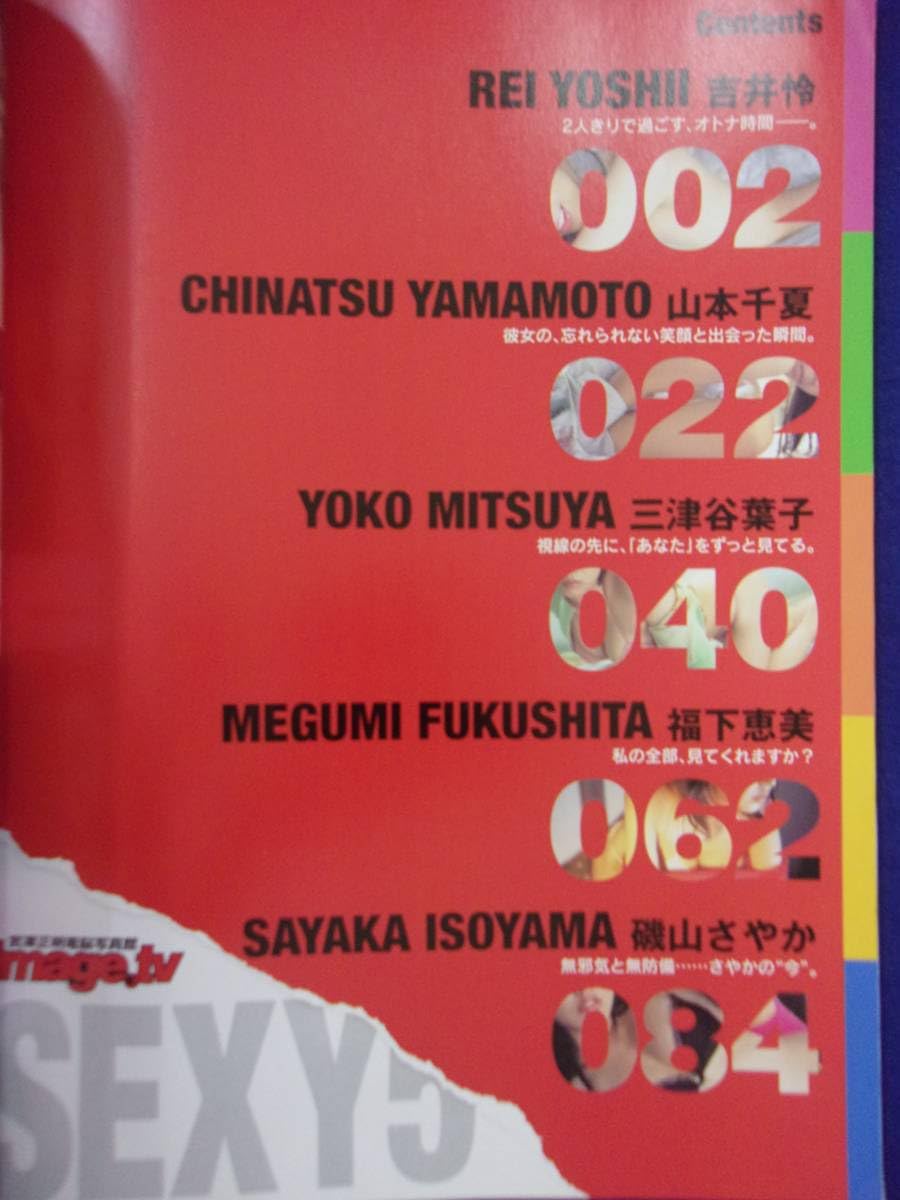 Contents
REI YOSHII 吉井怜
2人きりで過ごす、オトナ時間――。
002
CHINATSU YAMAMOTO 山本千夏
彼女の、忘れられない笑顔と出会った瞬間。
022
YOKO MITSUYA 三津谷葉子
視線の先に、「あなた」をずっと見てる。
040
MEGUMI FUKUSHITA 福下恵美
私の全部、見てくれますか?
062
SAYAKA ISOYAMA 磯山さやか
無邪気と無防備……さやかの"今"。
084
image.tv
SEXY5